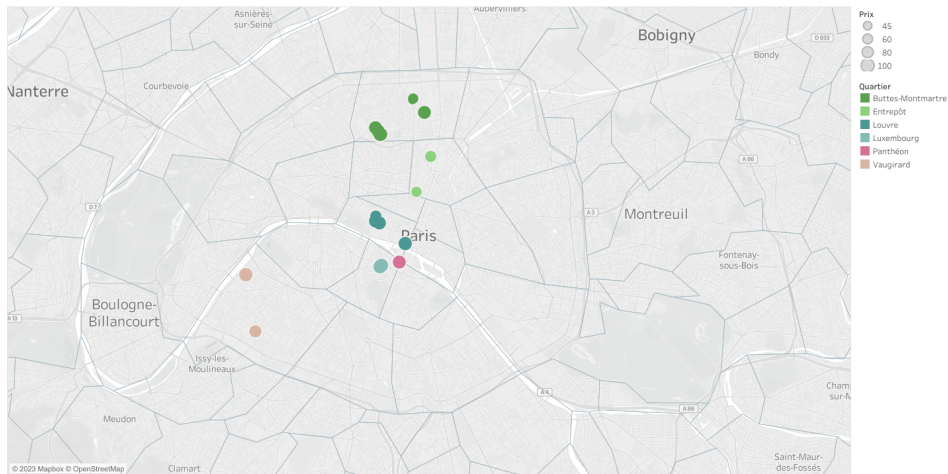 Asnières-
sur-Seine
Aubervilliers
Bobigny
D 933
Bondy
Nanterre
Courbevoie
A 86
D 7
A 3
Montreuil
Paris
Fontenay-
sous-Bois
Boulogne-
Billancourt
A 13
Issy-les-
Moulineaux
A 4
A 86
Cham
sur-M
Meudon
Clamart
Saint-Maur-
des-Fossés
© 2023 Mapbox © OpenStreetMap
Prix
45
60
80
100
Quartier
Buttes-Montmartre
Entrepôt
Louvre
Luxembourg
Panthéon
Vaugirard